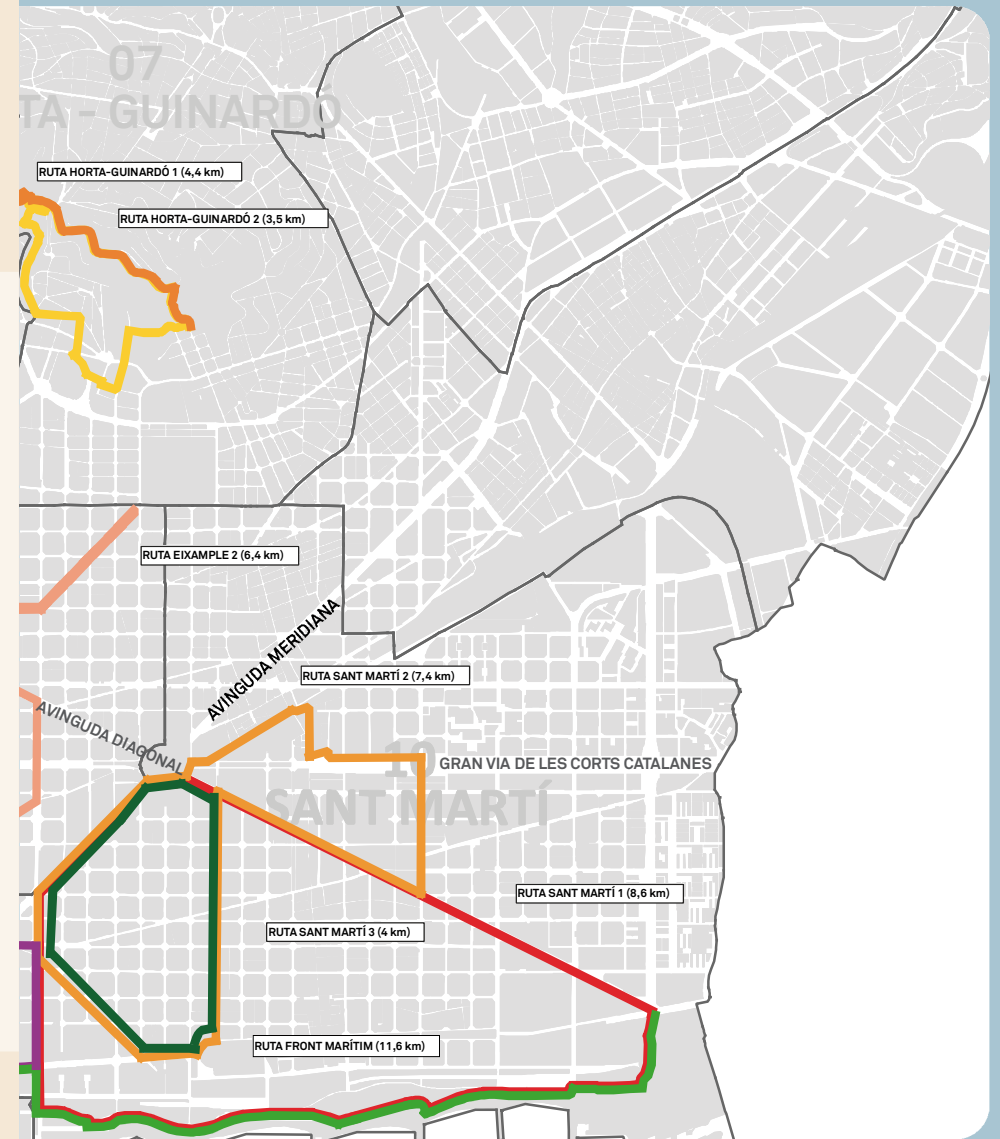 07
TA - GUINARDÓ
RUTA HORTA-GUINARDÓ 1 (4,4 km)
RUTA HORTA-GUINARDÓ 2 (3,5 km)
RUTA EIXAMPLE 2 (6,4 km)
AVINGUDA MERIDIANA
RUTA SANT MARTÍ 2 (7,4 km)
AVINGUDA DIAGONAL
10
GRAN VIA DE LES CORTS CATALANES
SANT MARTÍ
RUTA SANT MARTÍ 1 (8,6 km)
RUTA SANT MARTÍ 3 (4 km)
RUTA FRONT MARÍTIM (11,6 km)